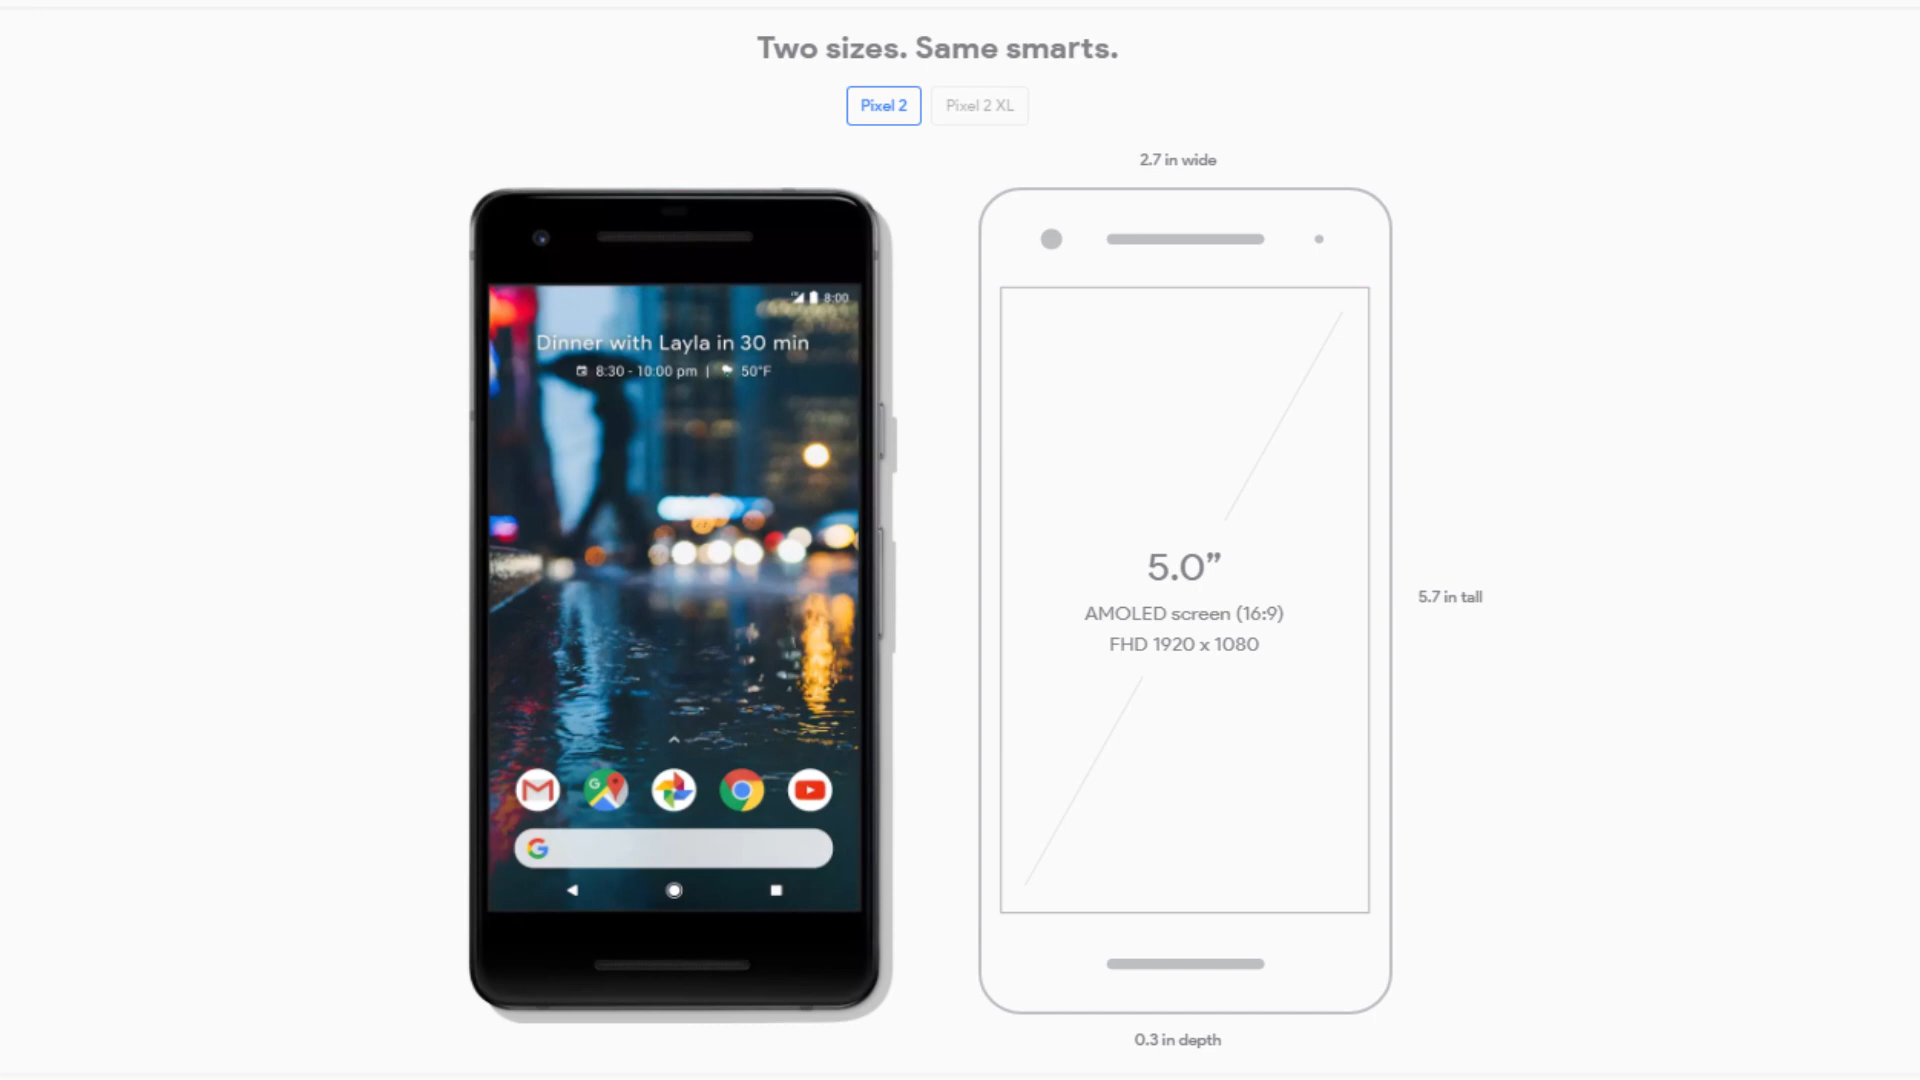 Two sizes. Same smarts.
Pixel 2
Pixel 2 XL
2.7 in wide
8:00
Dinner with Layla in 30 min
8:30 - 10:00 pm | 50°F
5.0”
AMOLED screen (16:9)
FHD 1920 x 1080
5.7 in tall
G
G
0.3 in depth